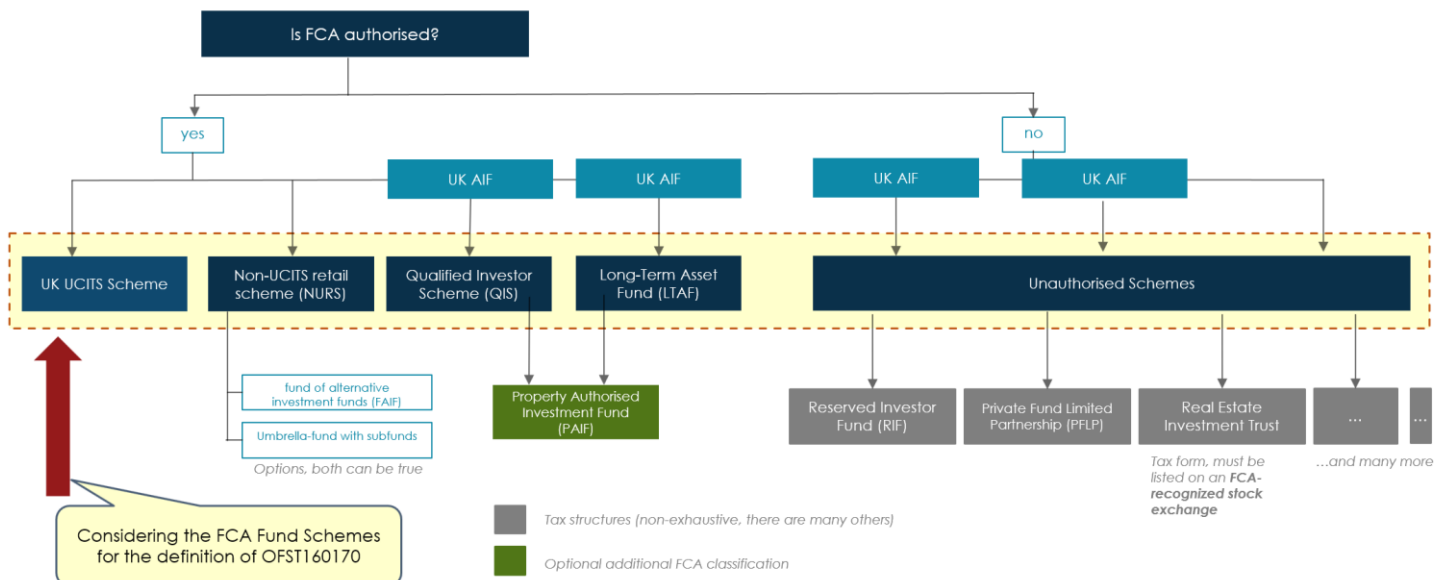 Is FCA authorised?
yes
no
UK AIF
UK AIF
UK AIF
UK AIF
UK UCITS Scheme
Non-UCITS retail
scheme (NURS)
Qualified Investor
Scheme (QIS)
Long-Term Asset
Fund (LTAF)
Unauthorised Schemes
fund of alternative
investment funds (FAIF)
Umbrella-fund with subfunds
Options, both can be true
Property Authorised
Investment Fund
(PAIF)
Reserved Investor
Fund (RIF)
Private Fund Limited
Partnership (PFLP)
Real Estate
Investment Trust
...
...
Tax form, must be
listed on an FCA-
recognized stock
exchange
...and many more
Considering the FCA Fund Schemes
for the definition of OFST160170
Tax structures (non-exhaustive, there are many others)
Optional additional FCA classification